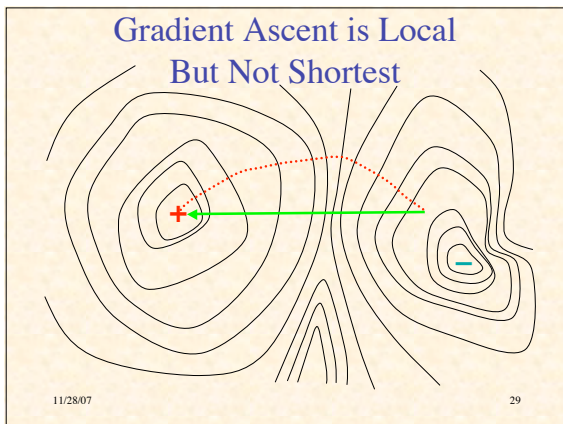 Gradient Ascent is Local
But Not Shortest
+
−
11/28/07
29